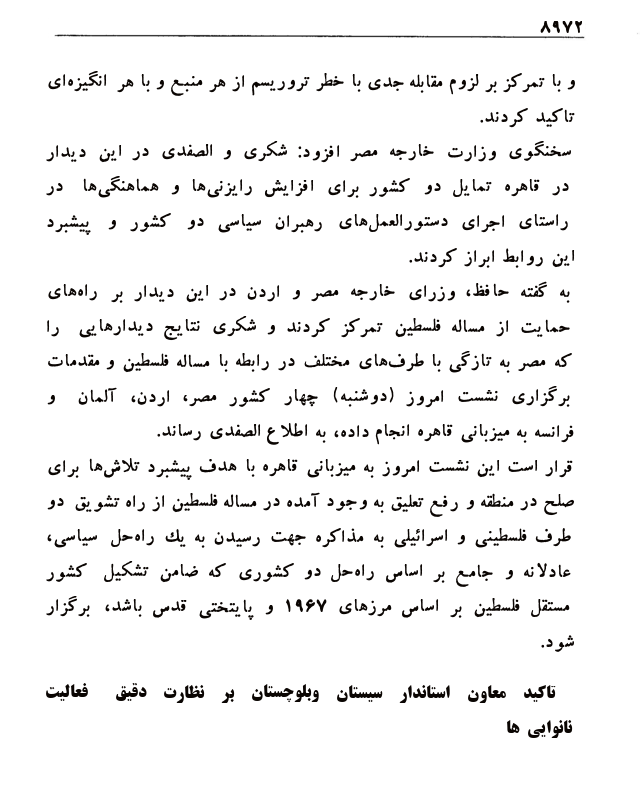 ۸۹۷۲
و با تمرکز بر لزوم مقابله جدی با خطر تروریسم از هر منبع و با هر انگیزه‌ای
تاکید کردند.
سخنگوی وزارت خارجه مصر افزود: شکری و الصفدی در این دیدار
در قاهره تمایل دو کشور برای افزایش رایزنی‌ها و هماهنگی‌ها در
راستای اجرای دستورالعمل‌های رهبران سیاسی دو کشور و پیشبرد
این روابط ابراز کردند.
به گفته حافظ، وزرای خارجه مصر و اردن در این دیدار بر راه‌های
حمایت از مساله فلسطین تمرکز کردند و شکری نتایج دیدارهایی را
که مصر به تازگی با طرف‌های مختلف در رابطه با مساله فلسطین و مقدمات
برگزاری نشست امروز (دوشنبه) چهار کشور مصر، اردن، آلمان و
فرانسه به میزبانی قاهره انجام داده، به اطلاع الصفدی رساند.
قرار است این نشست امروز به میزبانی قاهره با هدف پیشبرد تلاش‌ها برای
صلح در منطقه و رفع تعلیق به وجود آمده در مساله فلسطین از راه تشویق دو
طرف فلسطینی و اسرائیلی به مذاکره جهت رسیدن به یك راه‌حل سیاسی،
عادلانه و جامع بر اساس راه‌حل دو کشوری که ضامن تشکیل کشور
مستقل فلسطین بر اساس مرزهای ۱۹۶۷ و پایتختی قدس باشد، برگزار
شود.
تاکید معاون استاندار سیستان وبلوچستان بر نظارت دقیق فعالیت
نانوایی ها